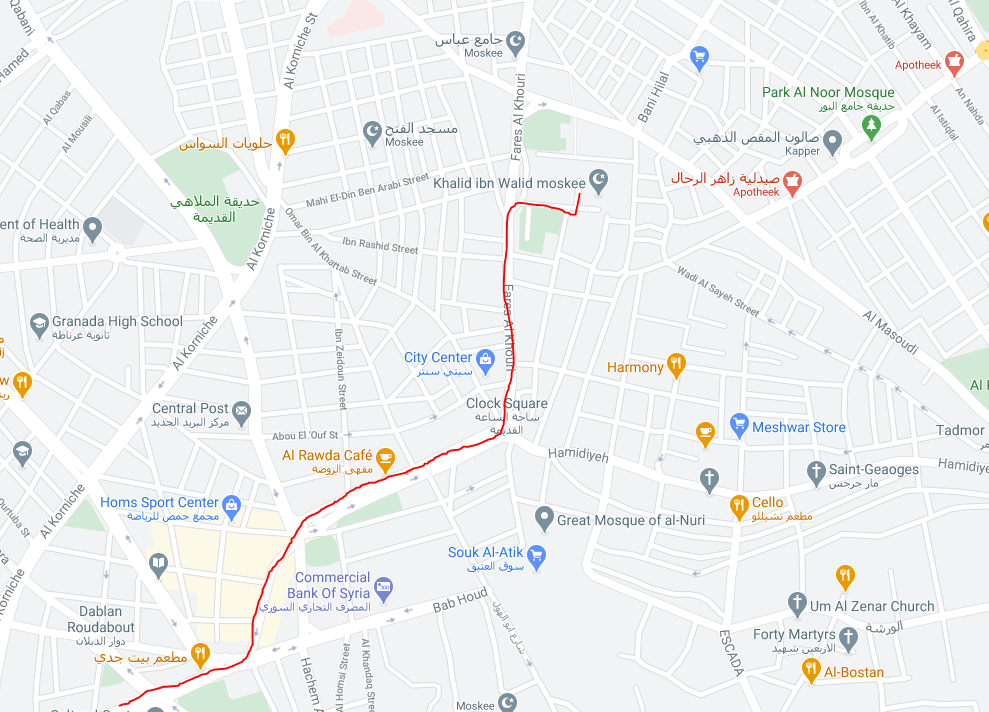 Qabani
Hamed
Al Korniche St
جامع عباس
Moskee
Al Khayam
Al Qahira
Ibn Al Khatib
Apotheek
Bani Hilal
Fares Al Khouri
Al Qabas
Al Mousili
Park Al Noor Mosque
حديقة جامع النور
An Nahda
Al Istiqlal
مسجد الفتح
Moskee
حلويات السواس
صالون المقص الذهبي
Kapper
صيدلية زاهر الرحال
Apotheek
Khalid ibn Walid moskee
Mahi El-Din Ben Arabi Street
حديقة الملاهي
القديمة
ent of Health
مديرية الصحة
Al Korniche
Omar Bin Al Khattab Street
Ibn Rashid Street
Wadi Al Sayeh Street
Fares Al Khouri
Al Masoudi
Granada High School
ثانوية غرناطة
Al Korniche
Ibn Zeidoun Street
City Center
سيتي سنتر
Harmony
Al
Clock Square
ساحة الساعة
القديمة
Central Post
مركز البريد الجديد
Abou El 'Ouf St
Meshwar Store
Tadmor
Al Rawda Café
مقهى الروضة
Hamidiyeh
Hamidiye
Saint-Geaoges
مار جرجس
Al Korniche
Homs Sport Center
مجمع حمص للرياضة
Cello
مطعم تشيللو
Great Mosque of al-Nuri
Souk Al-Atik
سوق العتيق
Qurtuba St
Al Korniche
Commercial
Bank Of Syria
المصرف التجاري السوري
Bab Houd
شارع ابو الهول
Dablan
Roudabout
دوار الدبلان
Um Al Zenar Church
الورشة
Forty Martyrs
الأربعين شهيد
ESCADA
مطعم بيت جدي
Al-Bostan
Al Homsi Street
Al Khandaq Street
Hachem A
Moskee